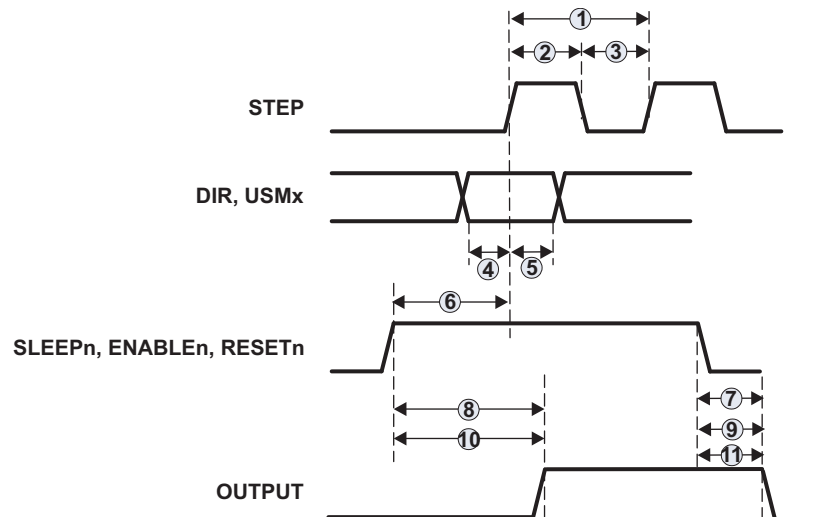 1
2
3
STEP
DIR, USMx
4
5
6
SLEEPn, ENABLEn, RESETn
7
8
9
10
11
OUTPUT